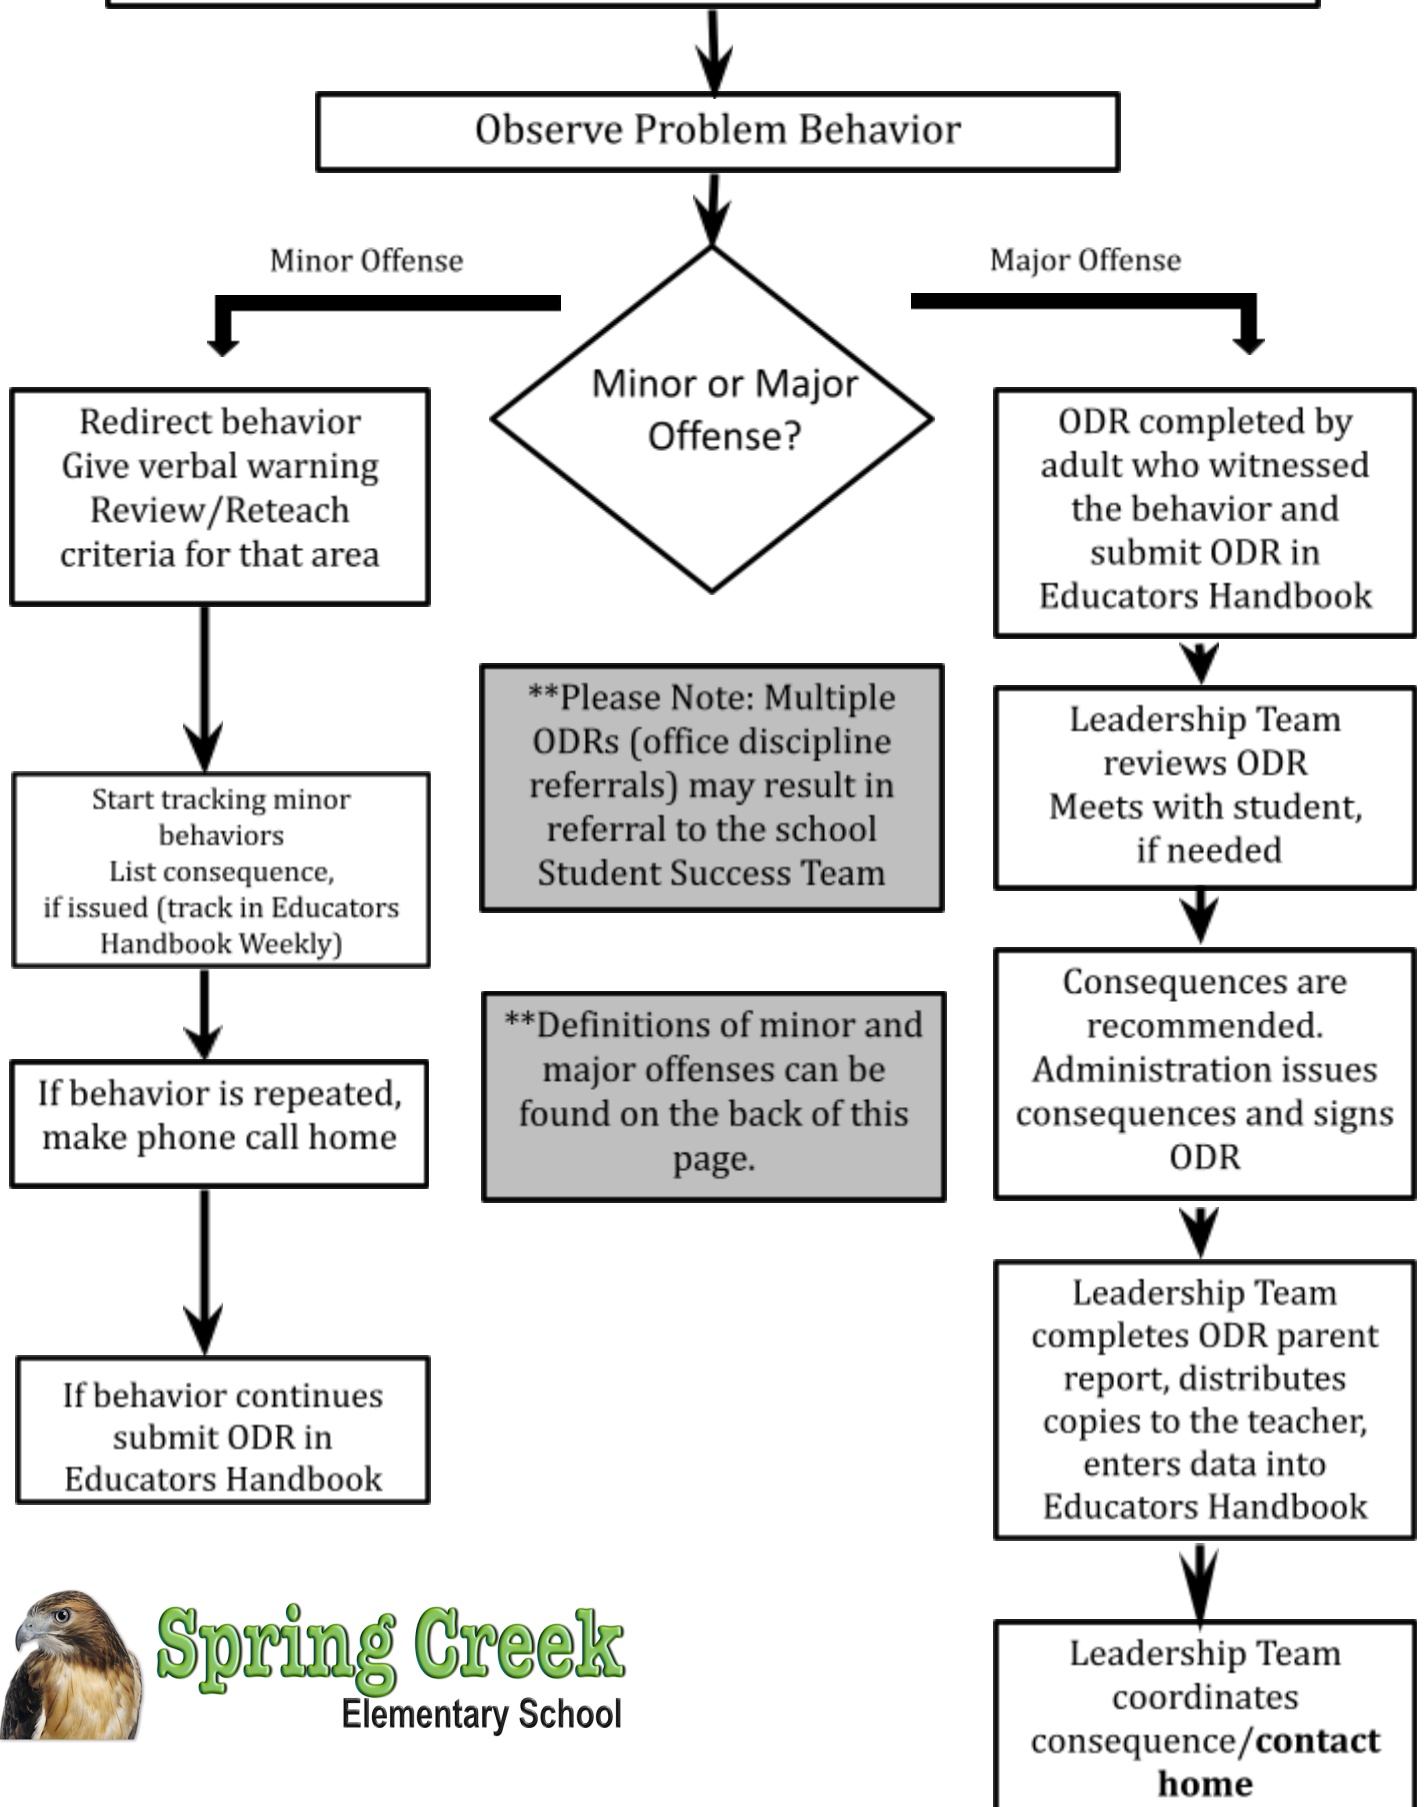 Observe Problem Behavior
Minor Offense
Major Offense
Minor or Major
Offense?
Redirect behavior
Give verbal warning
Review/Reteach
criteria for that area
Start tracking minor
behaviors
List consequence,
if issued (track in Educators
Handbook Weekly)
If behavior is repeated,
make phone call home
If behavior continues
submit ODR in
Educators Handbook
**Please Note: Multiple
ODRs (office discipline
referrals) may result in
referral to the school
Student Success Team
**Definitions of minor and
major offenses can be
found on the back of this
page.
ODR completed by
adult who witnessed
the behavior and
submit ODR in
Educators Handbook
Leadership Team
reviews ODR
Meets with student,
if needed
Consequences are
recommended.
Administration issues
consequences and signs
ODR
Leadership Team
completes ODR parent
report, distributes
copies to the teacher,
enters data into
Educators Handbook
Leadership Team
coordinates
consequence/contact
home
Spring Creek
Elementary School